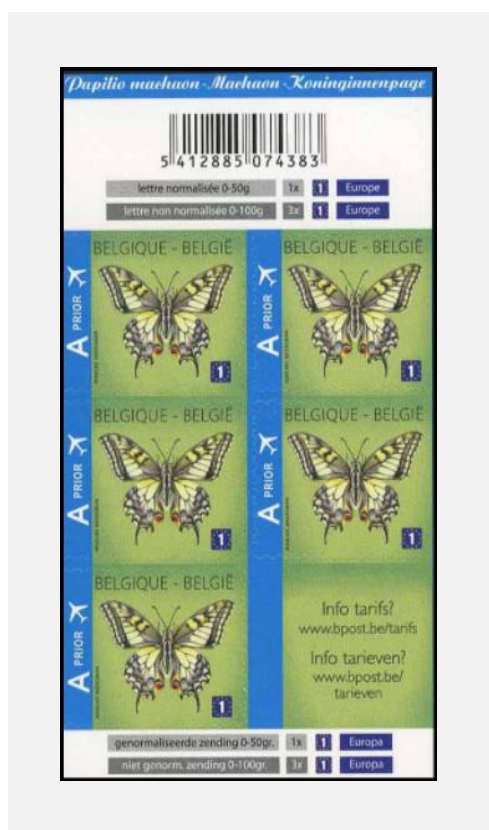 Papilio machaon-Machaon-Koninginnenpage
5 412885 074383
lettre normalisée 0-50g 1x 1 Europe
lettre non normalisée 0-100g 3x 1 Europe
BELGIQUE - BELGIË
A PRIOR
1
BELGIQUE - BELGIË
A PRIOR
1
BELGIQUE - BELGIË
A PRIOR
1
BELGIQUE - BELGIË
A PRIOR
1
BELGIQUE - BELGIË
A PRIOR
1
Info tarifs?
www.bpost.be/tarifs
Info tarieven?
www.bpost.be/
tarieven
genormaliseerde zending 0-50gr. 1x 1 Europa
niet genorm. zending 0-100gr. 3x 1 Europa